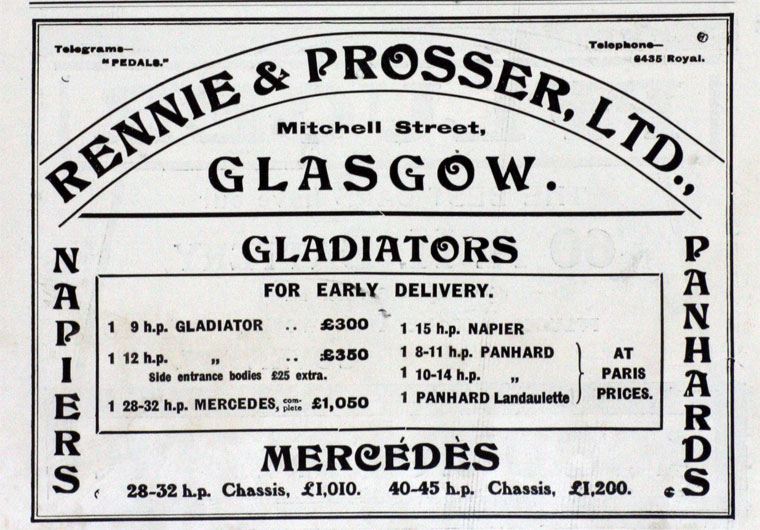 Telegrams—
"PEDALS."
Telephone—
6435 Royal.
RENNIE & PROSSER, LTD.,
Mitchell Street,
GLASGOW.
NAPIERS
GLADIATORS
FOR EARLY DELIVERY.
1 9 h.p. GLADIATOR .. £300
1 12 h.p. „ .. £350
Side entrance bodies £25 extra.
1 28-32 h.p. MERCEDES, complete £1,050
1 15 h.p. NAPIER
1 8-11 h.p. PANHARD
1 10-14 h.p. „
1 PANHARD Landaulette
AT
PARIS
PRICES.
PANHARDS
MERCÉDÈS
28-32 h.p. Chassis, £1,010. 40-45 h.p. Chassis, £1,200.